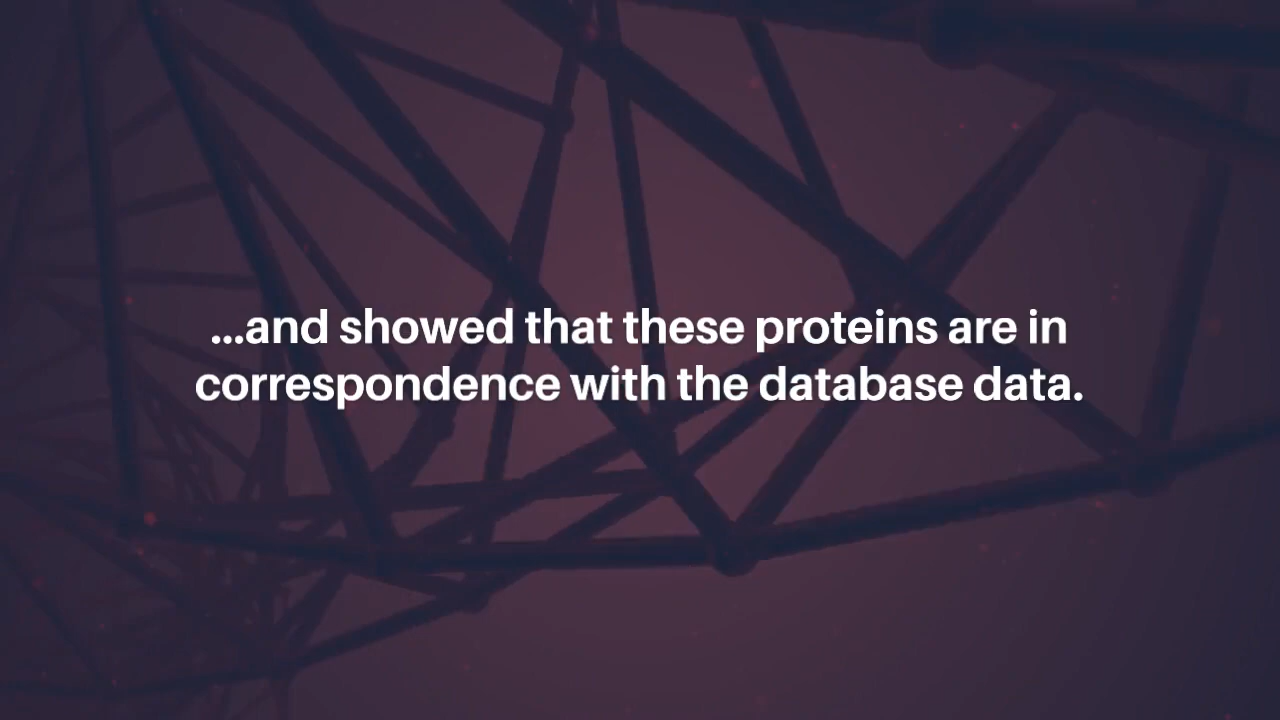 ...and showed that these proteins are in
correspondence with the database data.